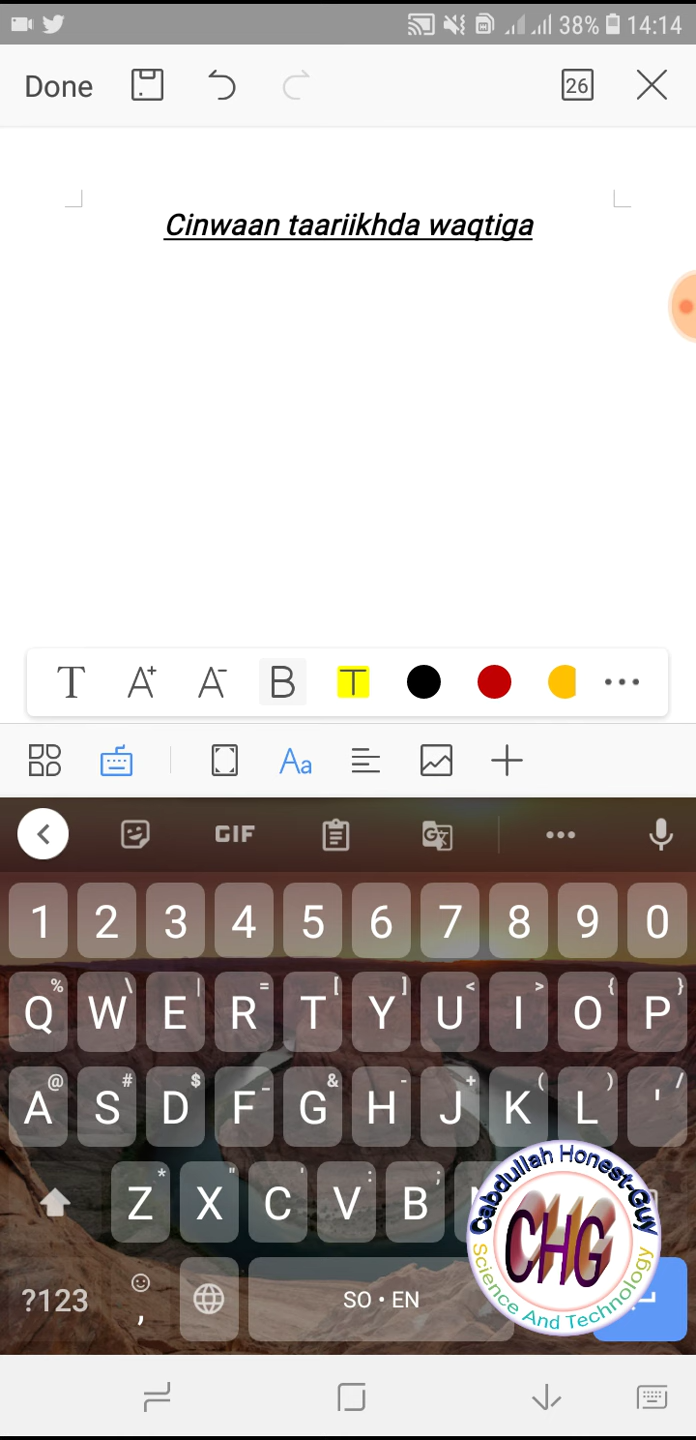 38% 14:14
Done 26
Cinwaan taariikhda waqtiga
T A+ A- B T
Aa
GIF
1 2 3 4 5 6 7 8 9 0
% \ | = [ ] < > { }
Q W E R T Y U I O P
@ # $ _ & - + ( ) /
A S D F G H J K L '
* " ' : ;
Z X C V B
?123 , SO • EN
Cabdullah Honest-Guy
CHG
Science And Technology